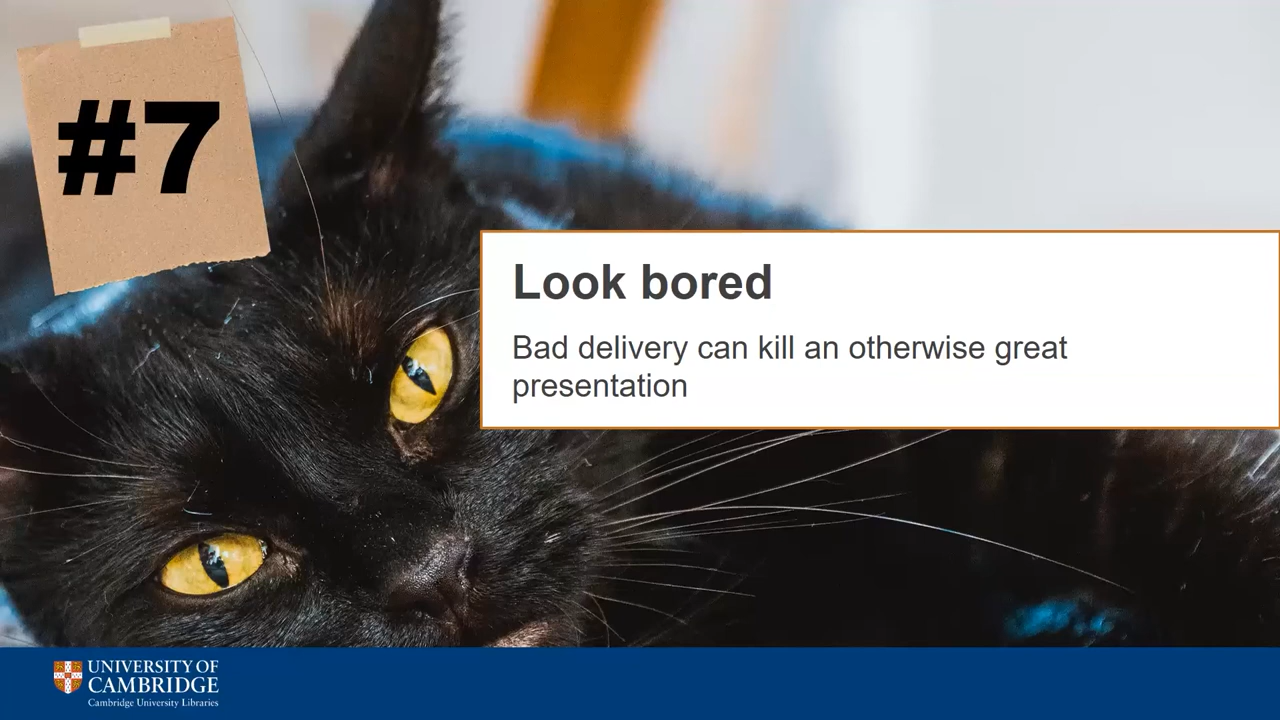 #7
Look bored
Bad delivery can kill an otherwise great
presentation
UNIVERSITY OF
CAMBRIDGE
Cambridge University Libraries